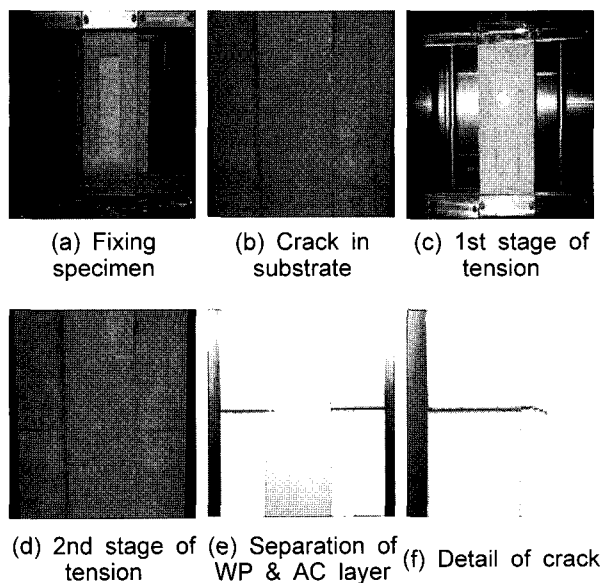 (a) Fixing
specimen
(b) Crack in
substrate
(c) 1st stage of
tension
(d) 2nd stage of
tension
(e) Separation of
WP & AC layer
(f) Detail of crack